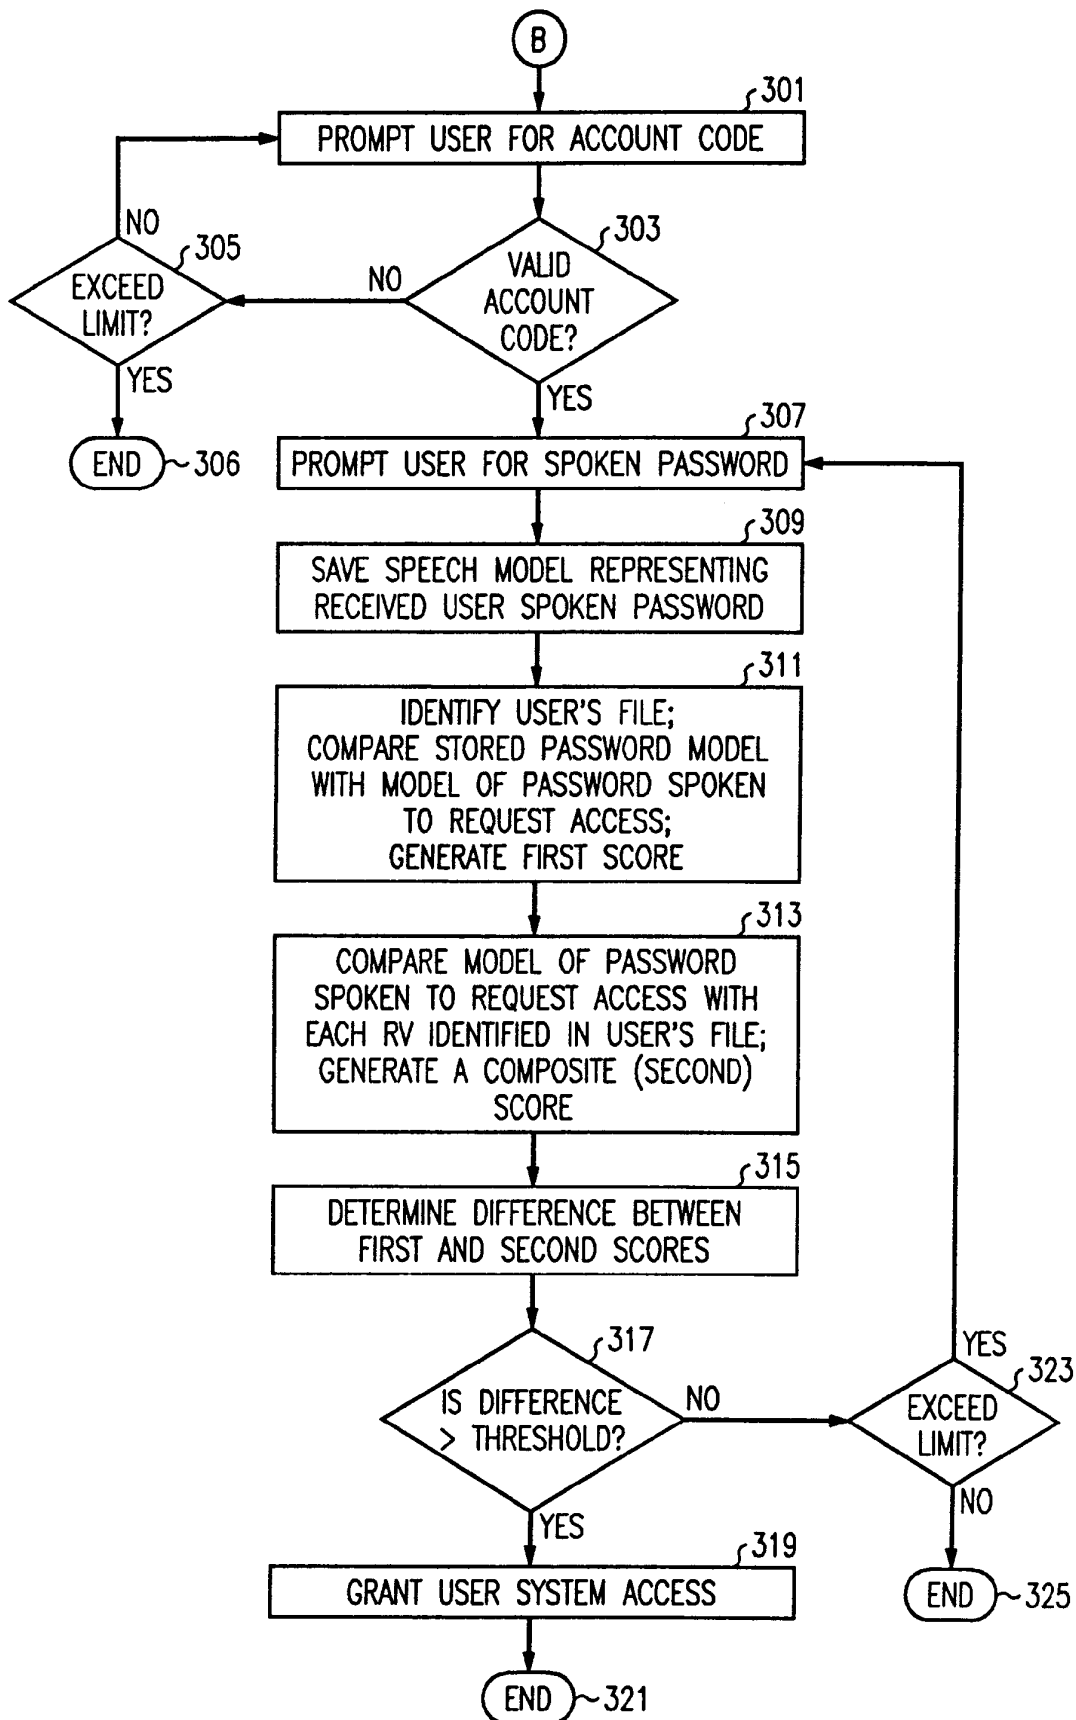 B
301
PROMPT USER FOR ACCOUNT CODE
NO
305
EXCEED
LIMIT?
YES
END
306
NO
303
VALID
ACCOUNT
CODE?
YES
307
PROMPT USER FOR SPOKEN PASSWORD
309
SAVE SPEECH MODEL REPRESENTING
RECEIVED USER SPOKEN PASSWORD
311
IDENTIFY USER'S FILE;
COMPARE STORED PASSWORD MODEL
WITH MODEL OF PASSWORD SPOKEN
TO REQUEST ACCESS;
GENERATE FIRST SCORE
313
COMPARE MODEL OF PASSWORD
SPOKEN TO REQUEST ACCESS WITH
EACH RV IDENTIFIED IN USER'S FILE;
GENERATE A COMPOSITE (SECOND)
SCORE
315
DETERMINE DIFFERENCE BETWEEN
FIRST AND SECOND SCORES
317
IS DIFFERENCE
> THRESHOLD?
NO
YES
323
EXCEED
LIMIT?
NO
END
325
YES
319
GRANT USER SYSTEM ACCESS
END
321